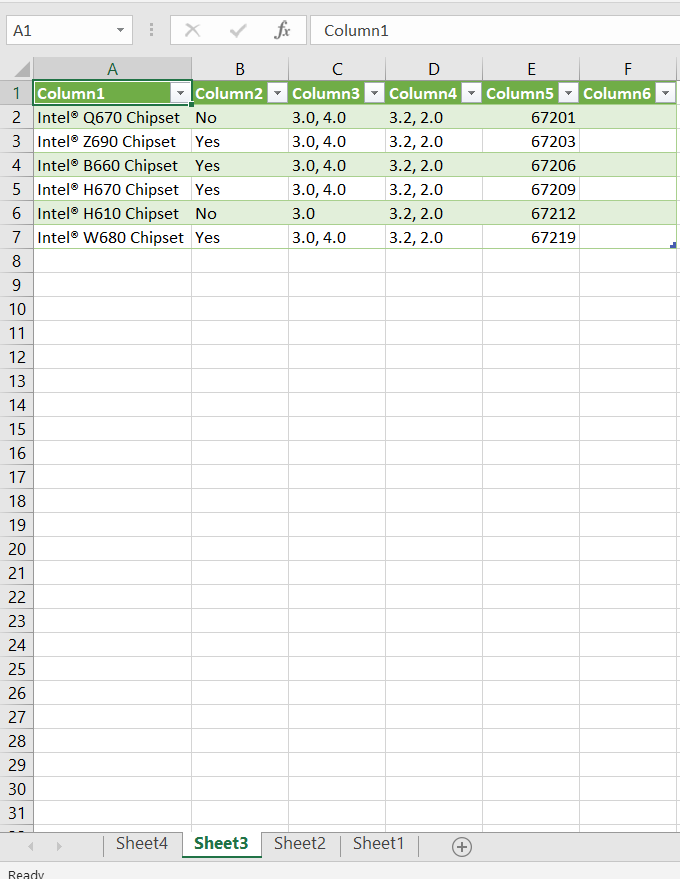 A1 fx Column1
A B C D E F
1 Column1 Column2 Column3 Column4 Column5 Column6
2 Intel® Q670 Chipset No 3.0, 4.0 3.2, 2.0 67201
3 Intel® Z690 Chipset Yes 3.0, 4.0 3.2, 2.0 67203
4 Intel® B660 Chipset Yes 3.0, 4.0 3.2, 2.0 67206
5 Intel® H670 Chipset Yes 3.0, 4.0 3.2, 2.0 67209
6 Intel® H610 Chipset No 3.0 3.2, 2.0 67212
7 Intel® W680 Chipset Yes 3.0, 4.0 3.2, 2.0 67219
8
9
10
11
12
13
14
15
16
17
18
19
20
21
22
23
24
25
26
27
28
29
30
31
Sheet4 Sheet3 Sheet2 Sheet1
Ready